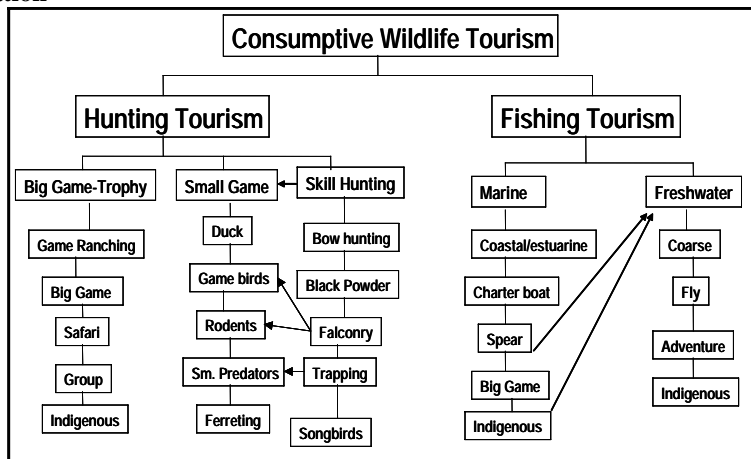 Consumptive Wildlife Tourism
Hunting Tourism
Fishing Tourism
Big Game-Trophy
Small Game
Skill Hunting
Marine
Freshwater
Game Ranching
Duck
Bow hunting
Coastal/estuarine
Coarse
Big Game
Game birds
Black Powder
Charter boat
Fly
Safari
Rodents
Falconry
Spear
Adventure
Group
Sm. Predators
Trapping
Big Game
Indigenous
Indigenous
Ferreting
Songbirds
Indigenous